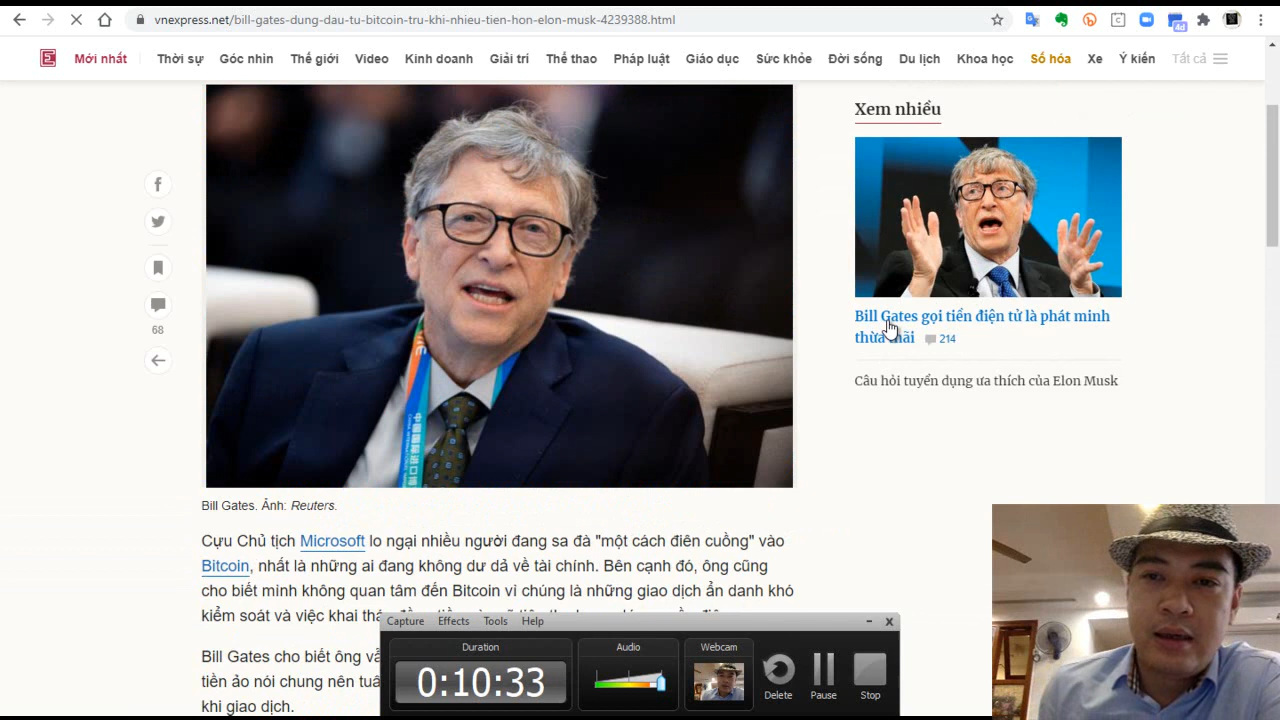 vnexpress.net/bill-gates-dung-dau-tu-bitcoin-tru-khi-nhieu-tien-hon-elon-musk-4239388.html
4d
E Mới nhất Thời sự Góc nhìn Thế giới Video Kinh doanh Giải trí Thể thao Pháp luật Giáo dục Sức khỏe Đời sống Du lịch Khoa học Số hóa Xe Ý kiến Tất cả
Xem nhiều
68
Bill Gates gọi tiền điện tử là phát minh
thừa mãi 214
Câu hỏi tuyển dụng ưa thích của Elon Musk
Bill Gates. Ảnh: Reuters.
Cựu Chủ tịch Microsoft lo ngại nhiều người đang sa đà "một cách điên cuồng" vào
Bitcoin, nhất là những ai đang không dư dả về tài chính. Bên cạnh đó, ông cũng
cho biết mình không quan tâm đến Bitcoin vì chúng là những giao dịch ẩn danh khó
kiểm soát và việc khai
Bill Gates cho biết ông
tiền ảo nói chung nên
khi giao dịch.
Capture Effects Tools Help
Duration Audio Webcam
0:10:33
Delete Pause Stop